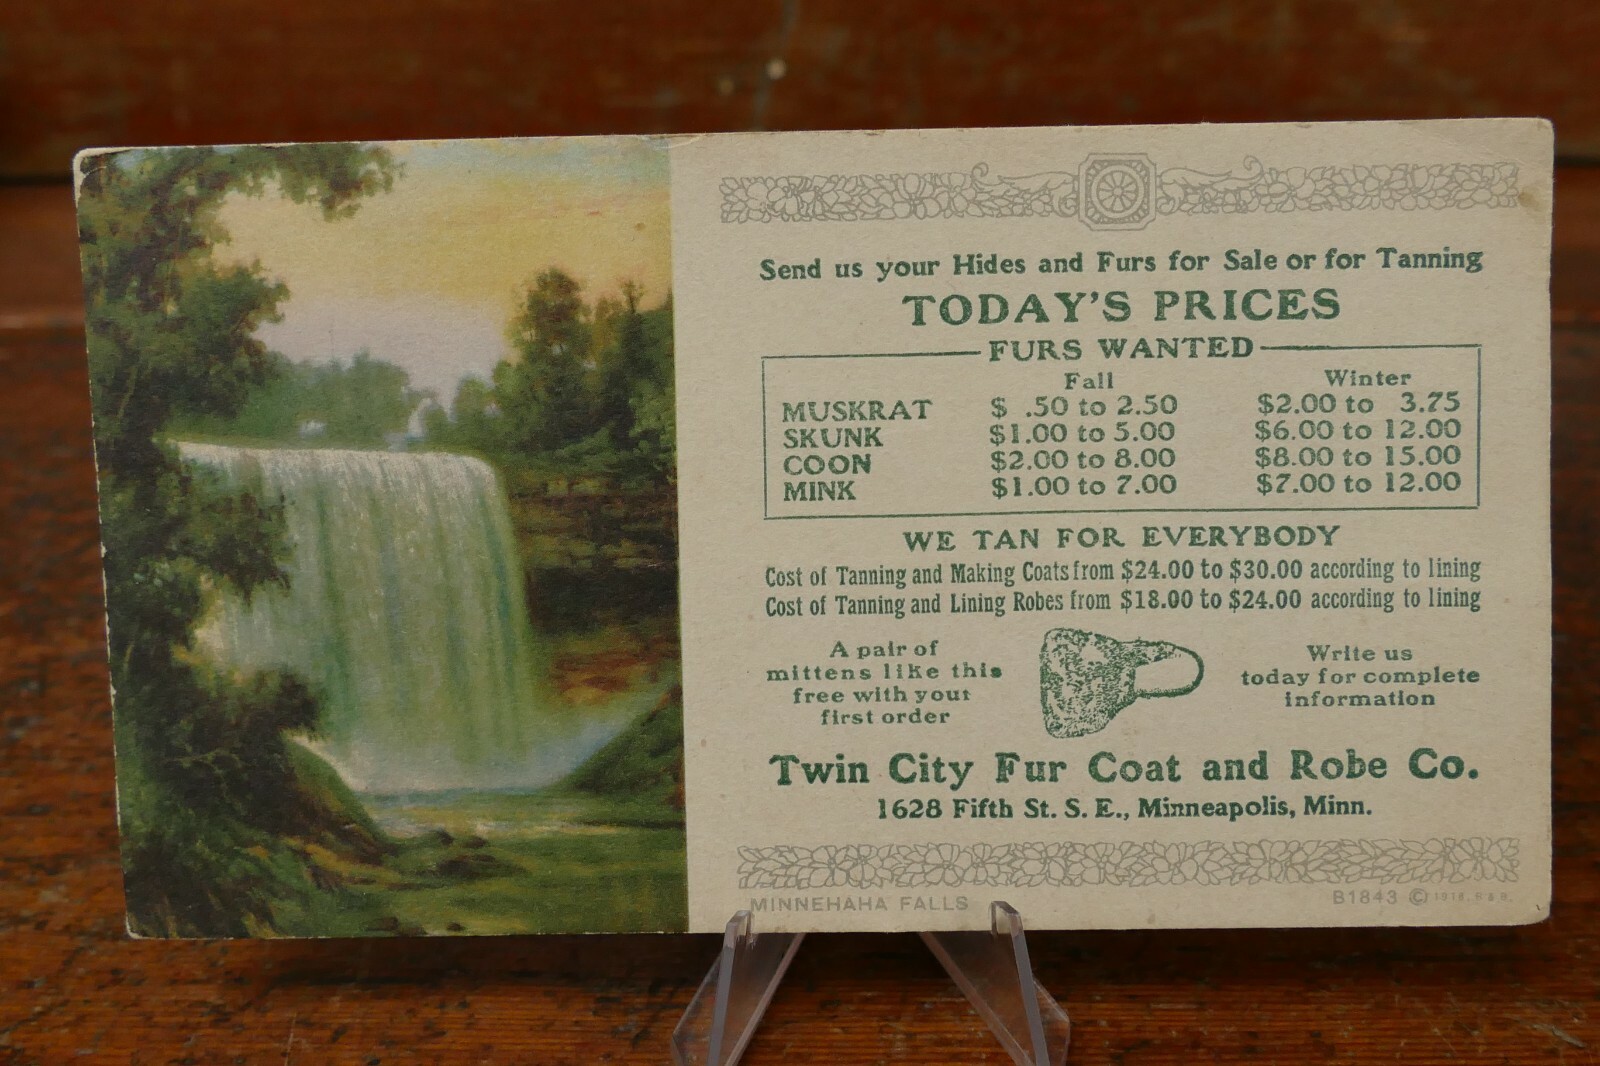 Send us your Hides and Furs for Sale or for Tanning
TODAY'S PRICES
FURS WANTED
Fall Winter
MUSKRAT $ .50 to 2.50 $2.00 to 3.75
SKUNK $1.00 to 5.00 $6.00 to 12.00
COON $2.00 to 8.00 $8.00 to 15.00
MINK $1.00 to 7.00 $7.00 to 12.00
WE TAN FOR EVERYBODY
Cost of Tanning and Making Coats from $24.00 to $30.00 according to lining
Cost of Tanning and Lining Robes from $18.00 to $24.00 according to lining
A pair of
mittens like this
free with your
first order
Write us
today for complete
information
Twin City Fur Coat and Robe Co.
1628 Fifth St. S. E., Minneapolis, Minn.
MINNEHAHA FALLS B1843 ©